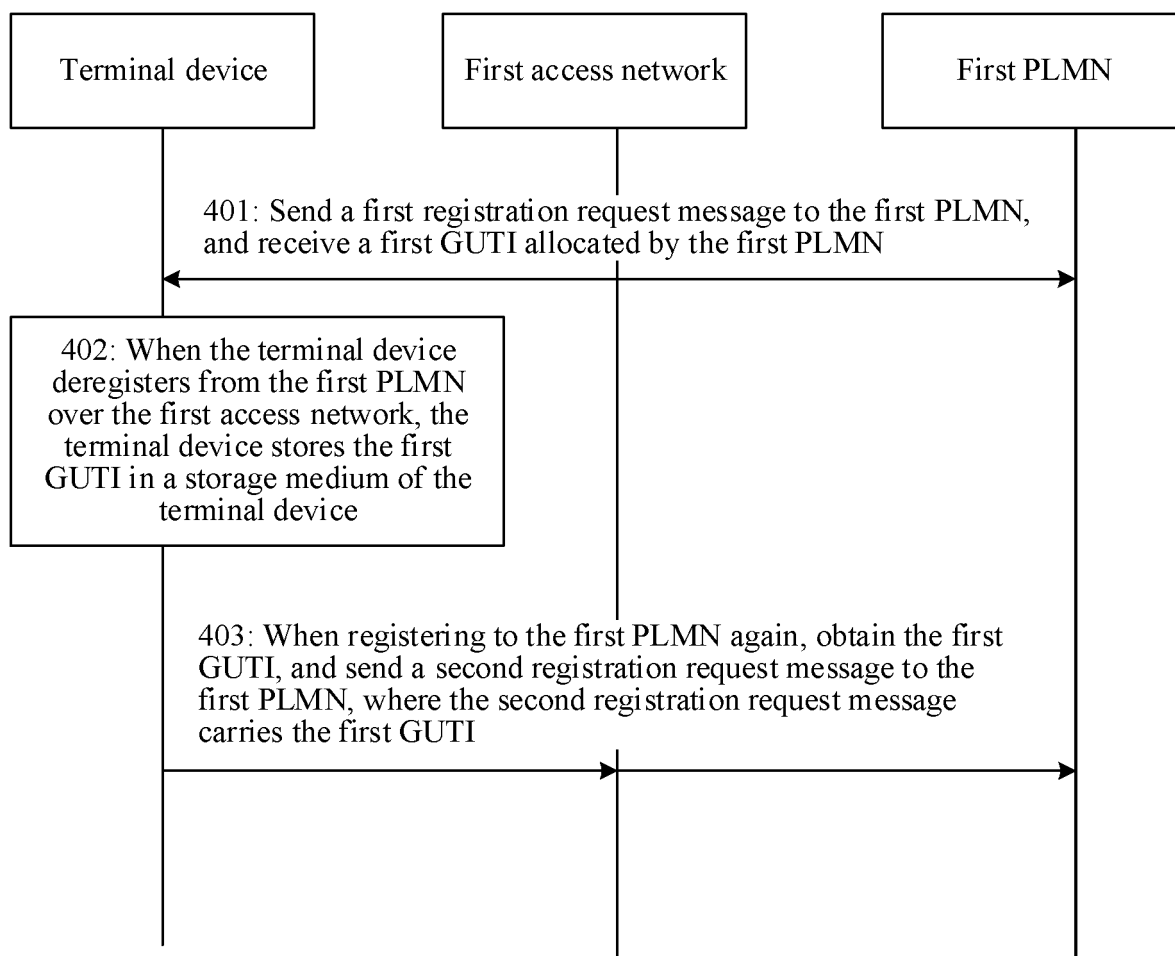 Terminal device
First access network
First PLMN
401: Send a first registration request message to the first PLMN,
and receive a first GUTI allocated by the first PLMN
402: When the terminal device
deregisters from the first PLMN
over the first access network, the
terminal device stores the first
GUTI in a storage medium of the
terminal device
403: When registering to the first PLMN again, obtain the first
GUTI, and send a second registration request message to the
first PLMN, where the second registration request message
carries the first GUTI